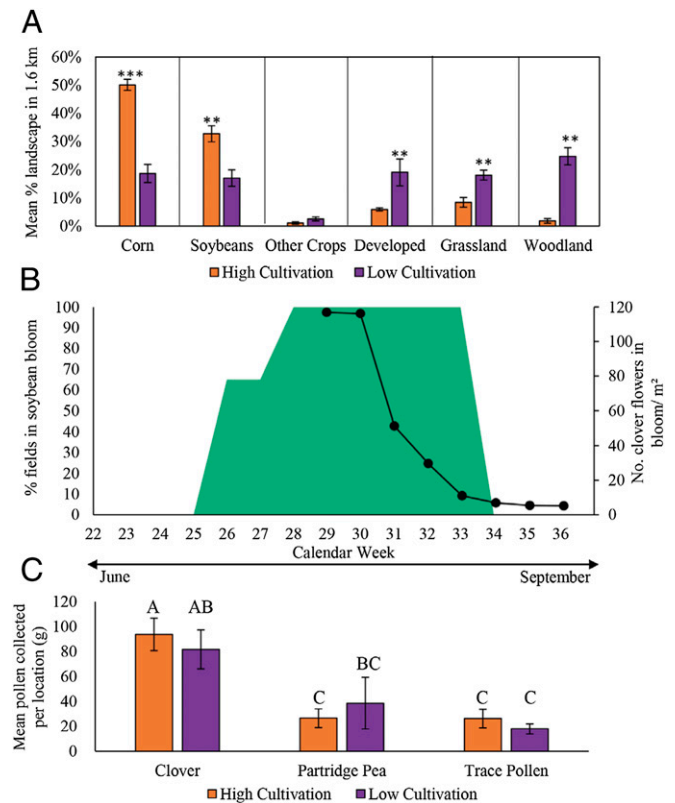 A
Mean % landscape in 1.6 km
60%
50%
40%
30%
20%
10%
0%
***
**
**
**
**
Corn Soybeans Other Crops Developed Grassland Woodland
High Cultivation Low Cultivation
B
% fields in soybean bloom
100
90
80
70
60
50
40
30
20
10
0
120
100
80
60
40
20
0
No. clover flowers in
bloom/ m²
22 23 24 25 26 27 28 29 30 31 32 33 34 35 36
Calendar Week
June September
C
Mean pollen collected
per location (g)
120
100
80
60
40
20
0
A AB
C BC
C C
Clover Partridge Pea Trace Pollen
High Cultivation Low Cultivation